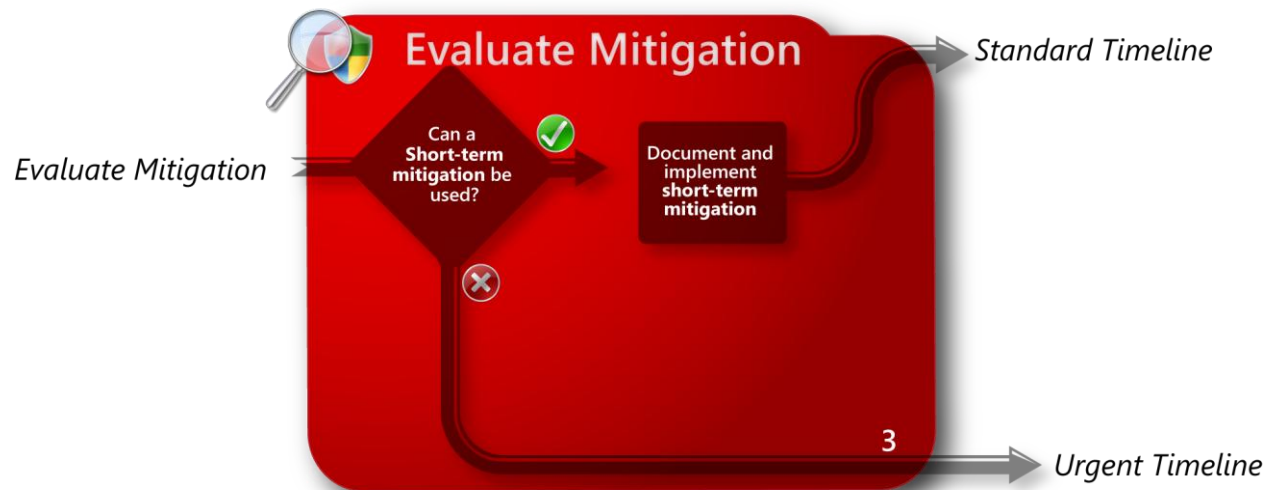 Evaluate Mitigation
Standard Timeline
Evaluate Mitigation
Can a
Short-term
mitigation be
used?
Document and
implement
short-term
mitigation
3
Urgent Timeline